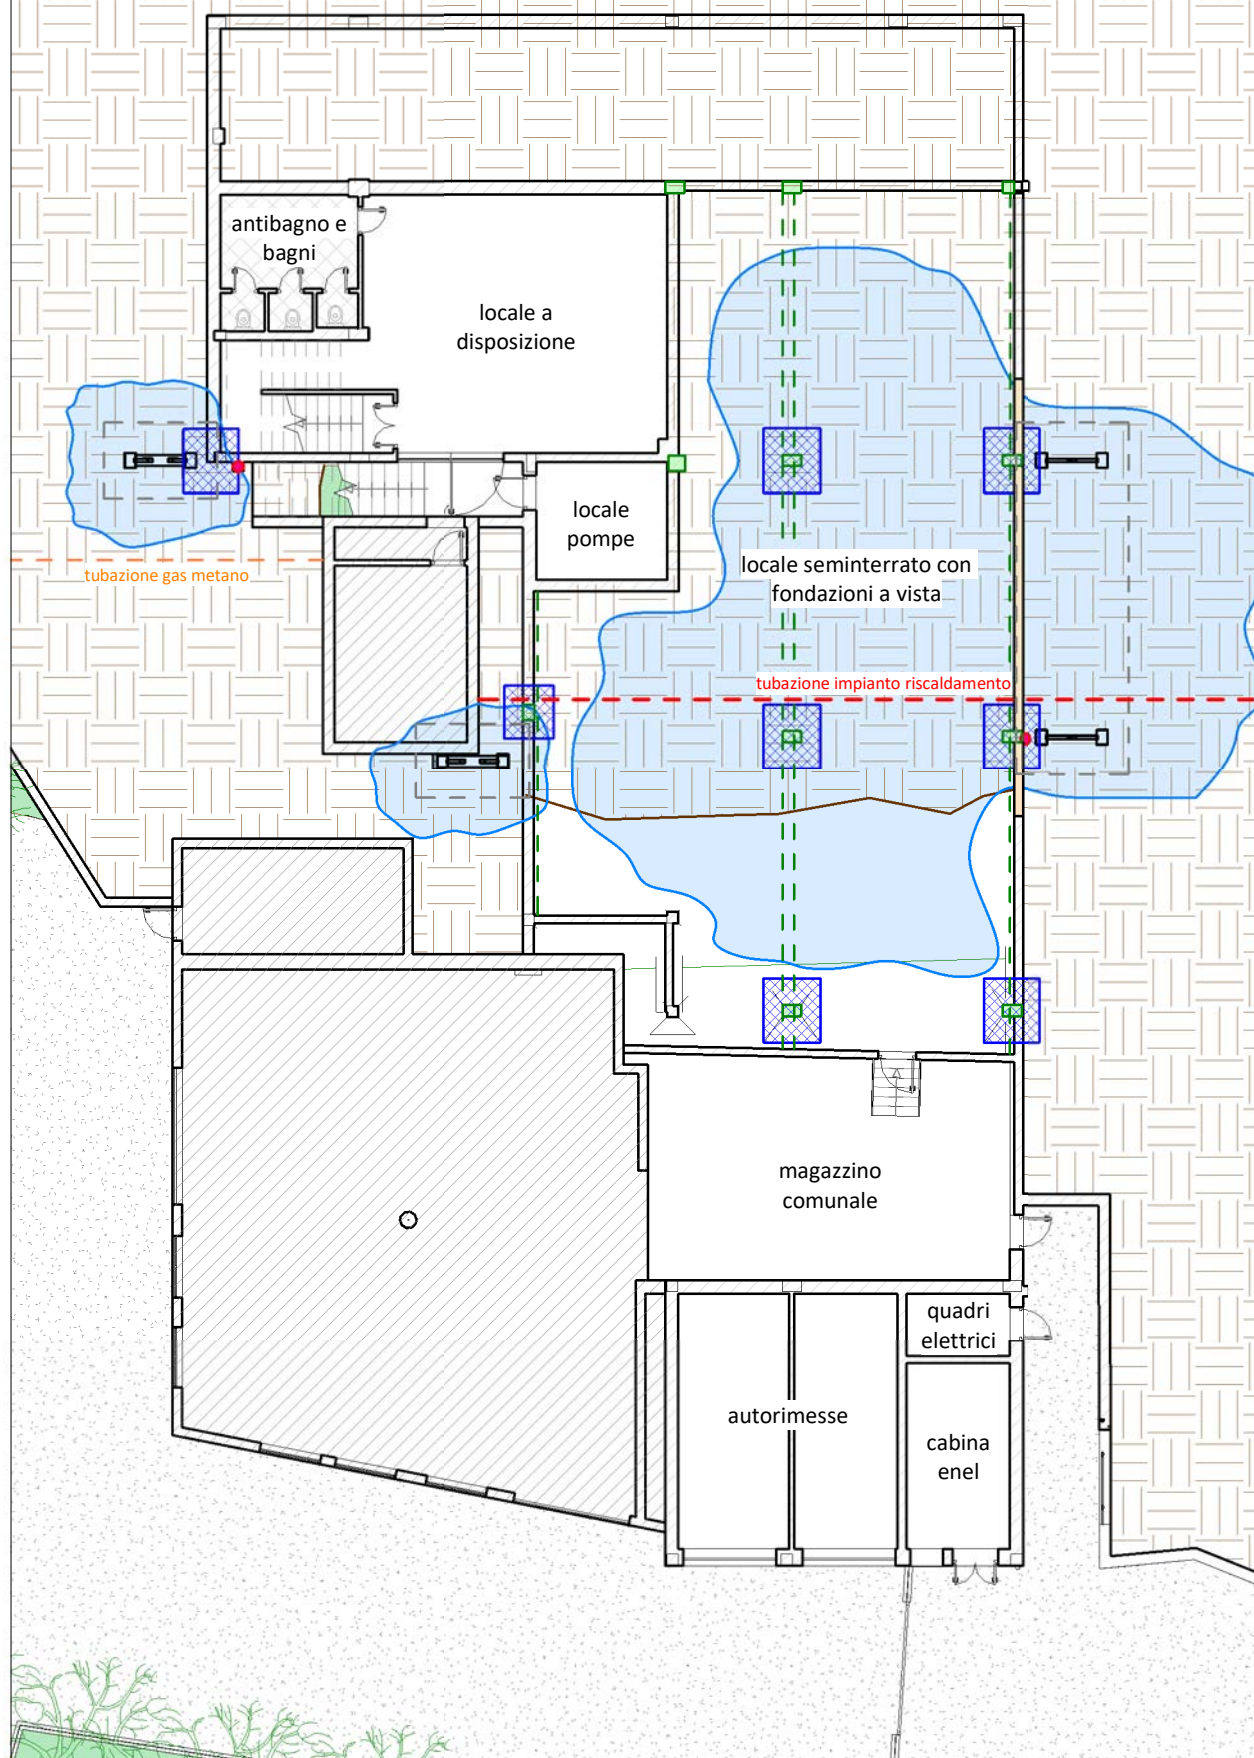 antibagno e
bagni
locale a
disposizione
locale
pompe
locale seminterrato con
fondazioni a vista
tubazione gas metano
tubazione impianto riscaldamento
magazzino
comunale
quadri
elettrici
autorimesse
cabina
enel